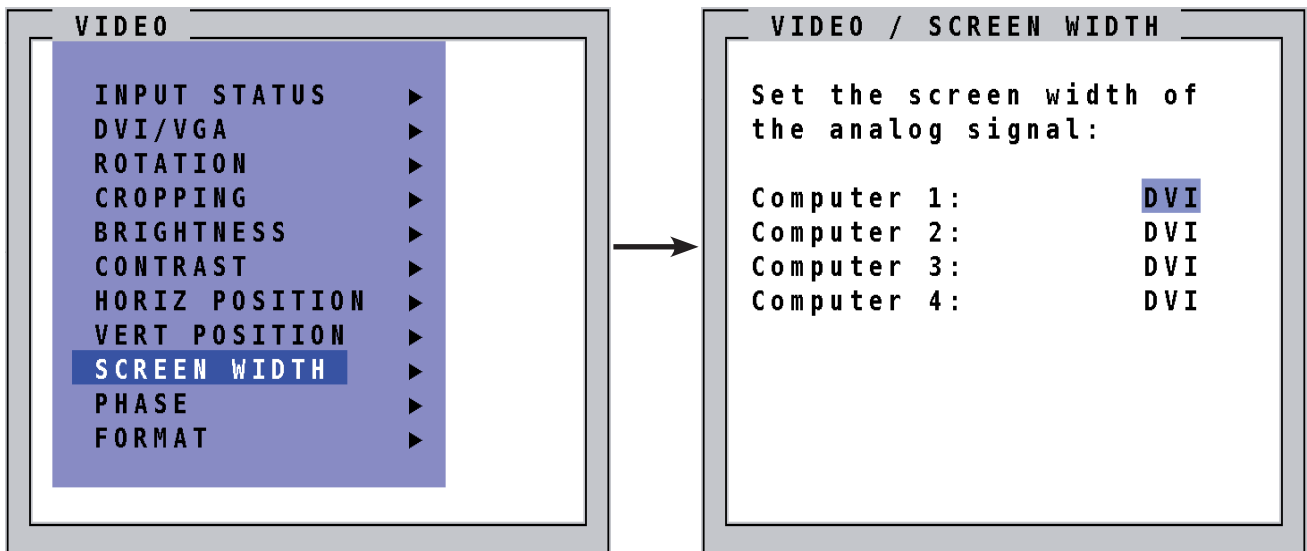 VIDEO
INPUT STATUS
DVI/VGA
ROTATION
CROPPING
BRIGHTNESS
CONTRAST
HORIZ POSITION
VERT POSITION
SCREEN WIDTH
PHASE
FORMAT
VIDEO / SCREEN WIDTH
Set the screen width of
the analog signal:
Computer 1: DVI
Computer 2: DVI
Computer 3: DVI
Computer 4: DVI